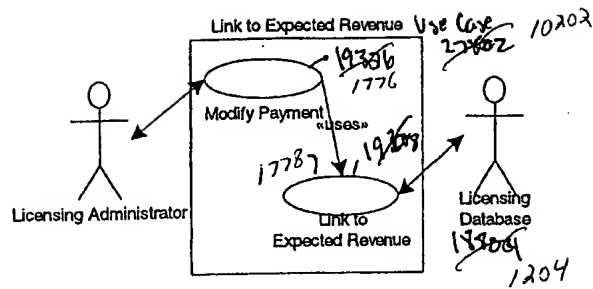 Link to Expected Revenue Use Case
10202
1776
Modify Payment
«uses»
1778
Licensing Administrator
Link to
Expected Revenue
Licensing
Database
1204